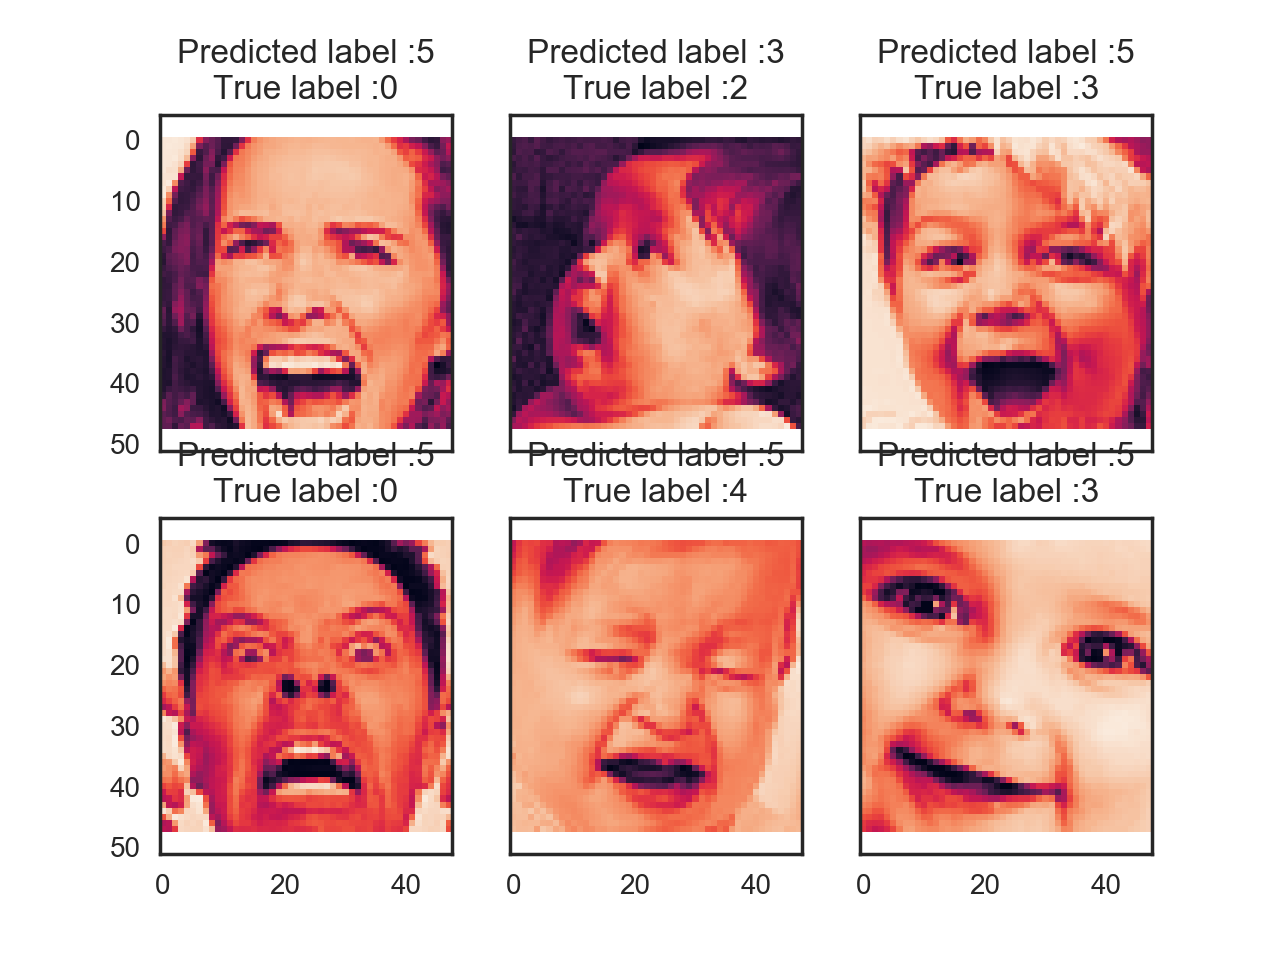 Predicted label :5
True label :0
Predicted label :3
True label :2
Predicted label :5
True label :3
0
10
20
30
40
50
Predicted label :5
True label :0
Predicted label :5
True label :4
Predicted label :5
True label :3
0
10
20
30
40
50
0 20 40
0 20 40
0 20 40